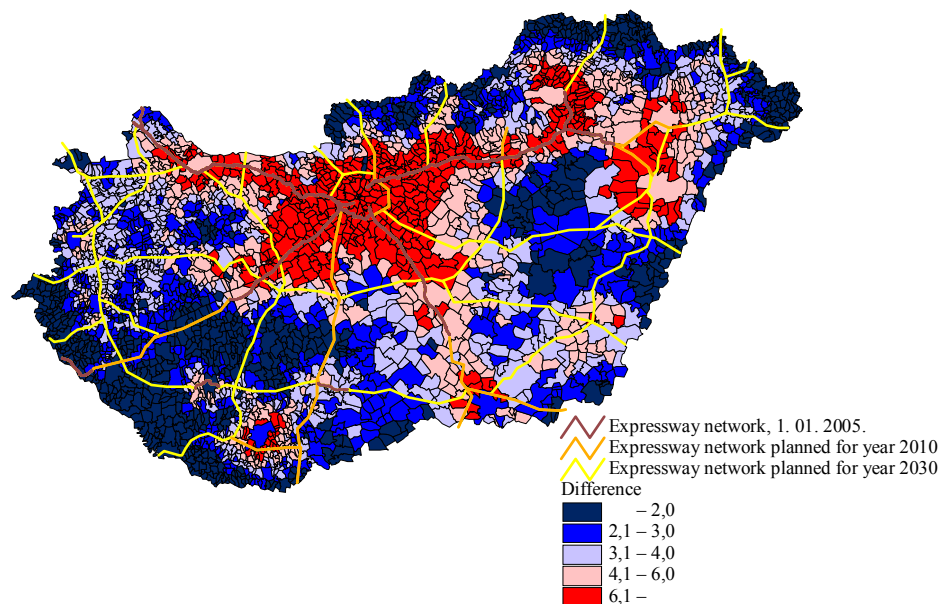 Expressway network, 1. 01. 2005.
Expressway network planned for year 2010
Expressway network planned for year 2030
Difference
– 2,0
2,1 – 3,0
3,1 – 4,0
4,1 – 6,0
6,1 –